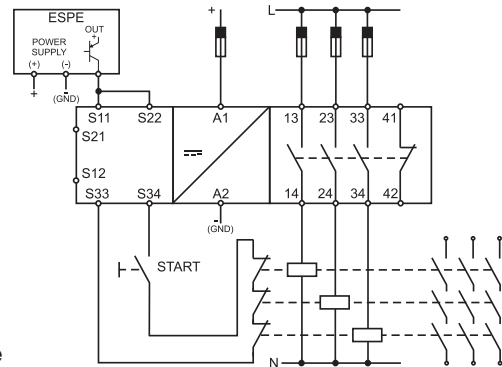 ESPE
OUT
+
POWER
SUPPLY
(+) (-)
+
-
(GND)
+
L
S11 S22 A1 13 23 33 41
S21
S12
S33 S34 A2 14 24 34 42
-
(GND)
START
N
e